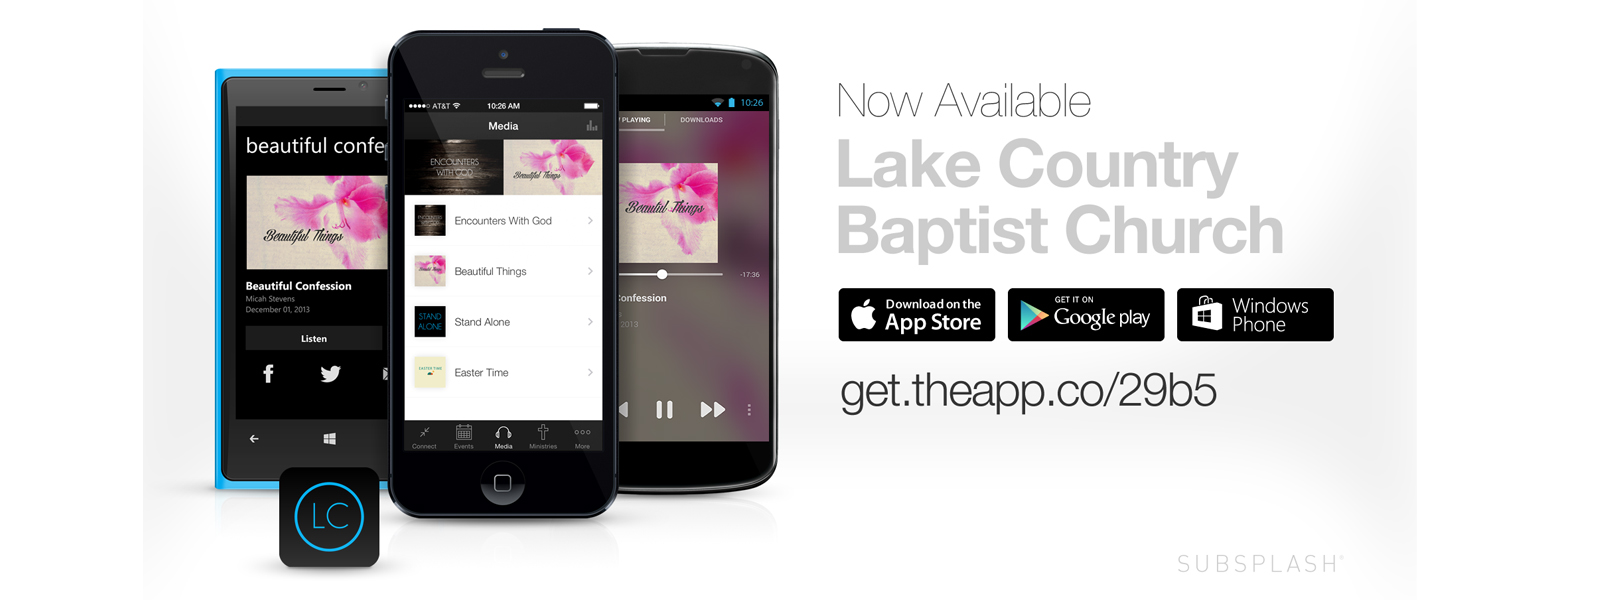 beautiful confe
Beautiful Things
Beautiful Confession
Micah Stevens
December 01, 2013
Listen
AT&T
10:26 AM
Media
ENCOUNTERS
WITH GOD
Beautiful Things
Encounters With God
Beautiful Things
STAND
ALONE
Stand Alone
EASTER TIME
Easter Time
Connect
Events
Media
Ministries
More
10:26
PLAYING
DOWNLOADS
Beautiful Things
-17:36
Confession
2013
LC
Now Available
Lake Country
Baptist Church
Download on the
App Store
GET IT ON
Google play
Windows
Phone
get.theapp.co/29b5
SUBSPLASH